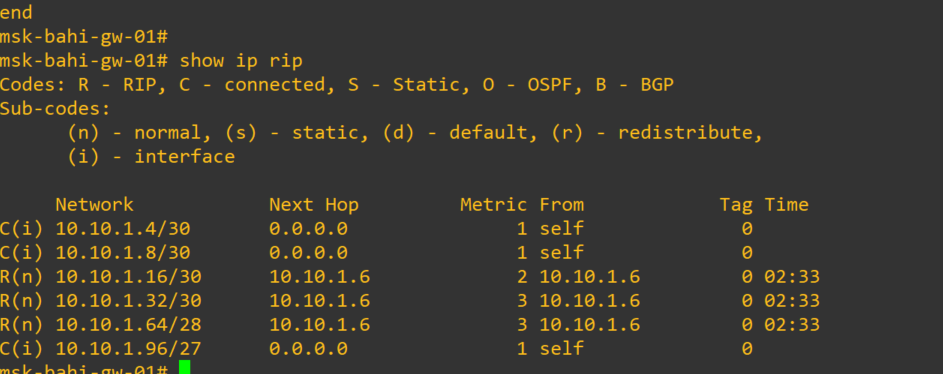 end
msk-bahi-gw-01#
msk-bahi-gw-01# show ip rip
Codes: R - RIP, C - connected, S - Static, O - OSPF, B - BGP
Sub-codes:
      (n) - normal, (s) - static, (d) - default, (r) - redistribute,
      (i) - interface

     Network            Next Hop         Metric From            Tag Time
C(i) 10.10.1.4/30       0.0.0.0               1 self              0
C(i) 10.10.1.8/30       0.0.0.0               1 self              0
R(n) 10.10.1.16/30      10.10.1.6             2 10.10.1.6         0 02:33
R(n) 10.10.1.32/30      10.10.1.6             3 10.10.1.6         0 02:33
R(n) 10.10.1.64/28      10.10.1.6             3 10.10.1.6         0 02:33
C(i) 10.10.1.96/27      0.0.0.0               1 self              0
msk-bahi-gw-01#